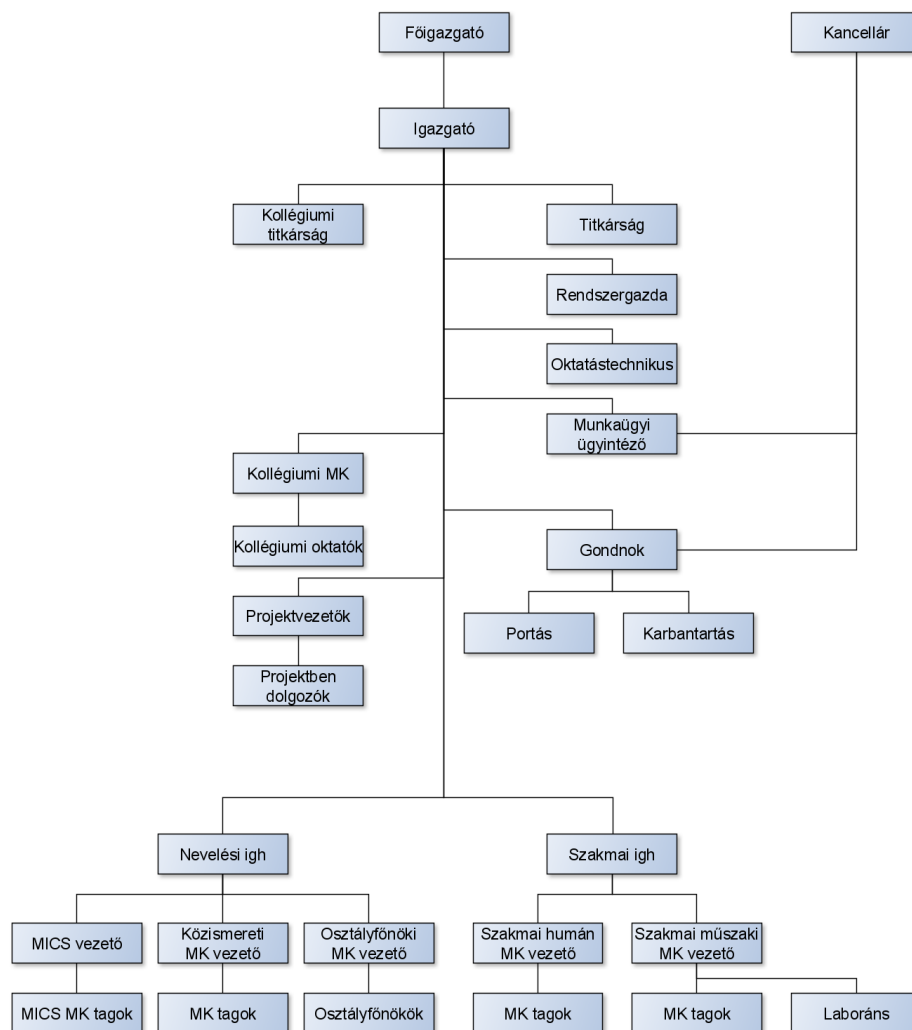 Főigazgató
Kancellár
Igazgató
Kollégiumi
titkárság
Titkárság
Rendszergazda
Oktatástechnikus
Munkaügyi
ügyintéző
Kollégiumi MK
Kollégiumi oktatók
Gondnok
Projektvezetők
Portás
Karbantartás
Projektben
dolgozók
Nevelési igh
Szakmai igh
MICS vezető
Közismereti
MK vezető
Osztályfőnöki
MK vezető
Szakmai humán
MK vezető
Szakmai műszaki
MK vezető
MICS MK tagok
MK tagok
Osztályfőnökök
MK tagok
MK tagok
Laboráns